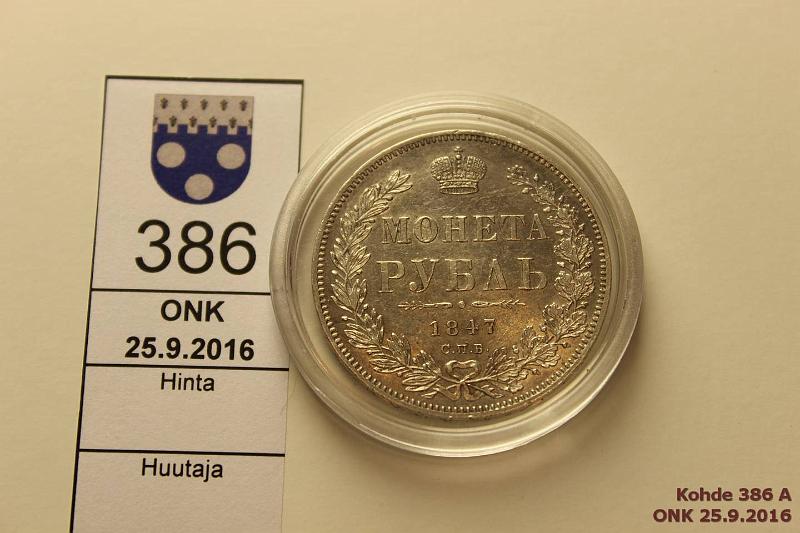 386
ONK
25.9.2016
Hinta
Huutaja
МОНЕТА
РУБЛЬ
1847
С.П.Б.
Kohde 386 A
ONK 25.9.2016